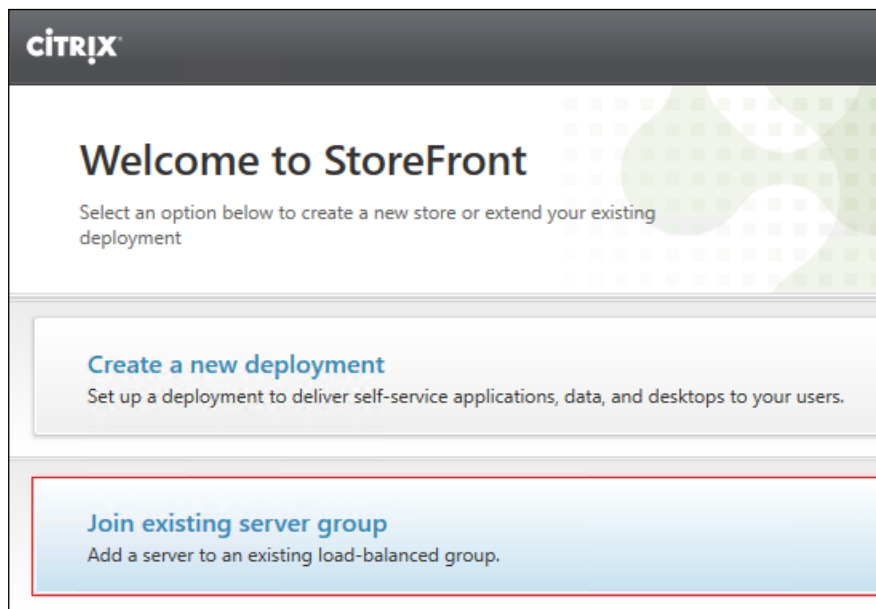 CITRIX
Welcome to StoreFront
Select an option below to create a new store or extend your existing
deployment
Create a new deployment
Set up a deployment to deliver self-service applications, data, and desktops to your users.
Join existing server group
Add a server to an existing load-balanced group.